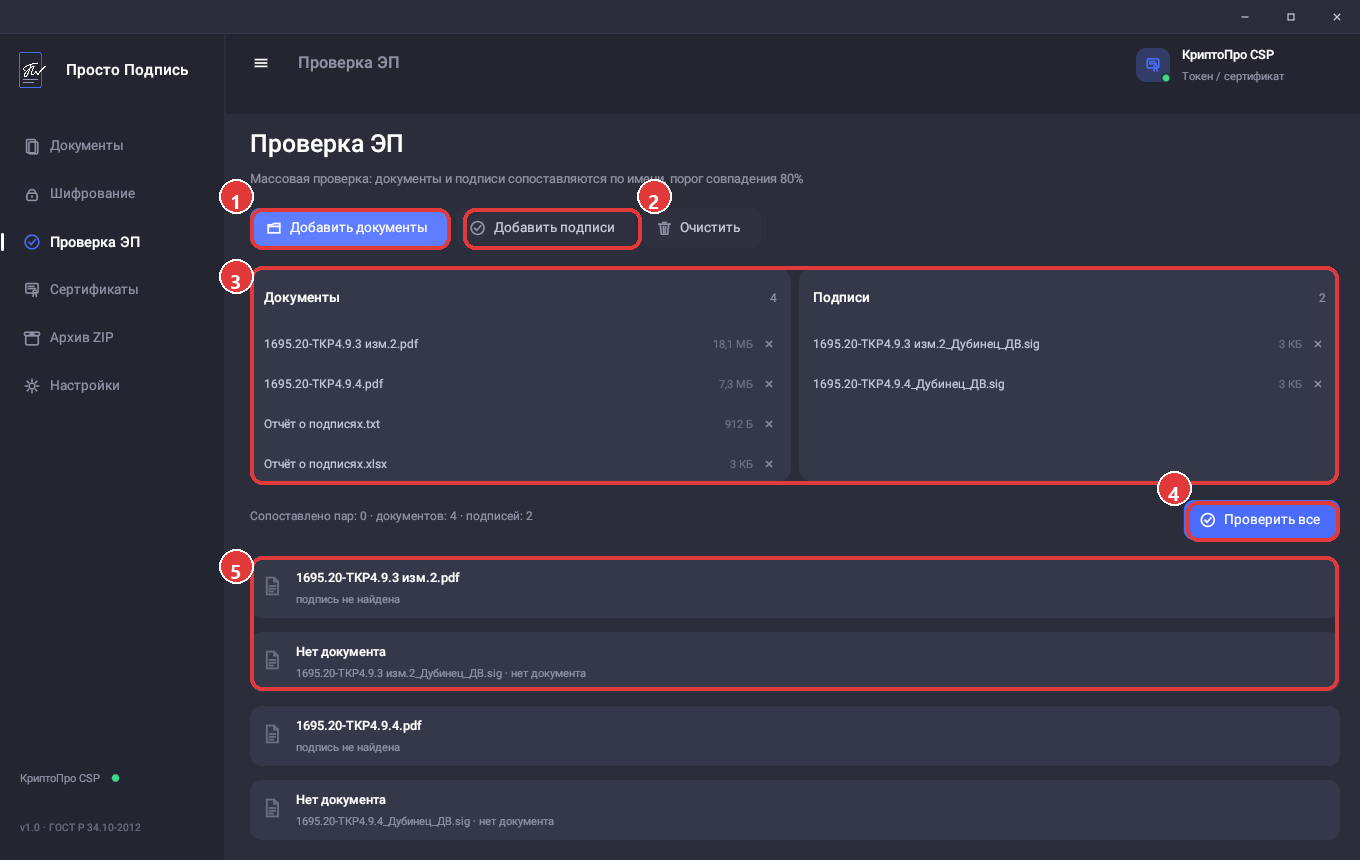 Просто Подпись
Проверка ЭП
КриптоПро CSP
Токен / сертификат
Документы
Шифрование
Проверка ЭП
Сертификаты
Архив ZIP
Настройки
КриптоПро CSP
v1.0 · ГОСТ Р 34.10-2012
Проверка ЭП
Массовая проверка: документы и подписи сопоставляются по имени, порог совпадения 80%
1
Добавить документы
2
Добавить подписи
Очистить
3
Документы 4
1695.20-ТКР4.9.3 изм.2.pdf 18,1 МБ ×
1695.20-ТКР4.9.4.pdf 7,3 МБ ×
Отчёт о подписях.txt 912 Б ×
Отчёт о подписях.xlsx 3 КБ ×
Подписи 2
1695.20-ТКР4.9.3 изм.2_Дубинец_ДВ.sig 3 КБ ×
1695.20-ТКР4.9.4_Дубинец_ДВ.sig 3 КБ ×
Сопоставлено пар: 0 · документов: 4 · подписей: 2
4
Проверить все
5
1695.20-ТКР4.9.3 изм.2.pdf
подпись не найдена
Нет документа
1695.20-ТКР4.9.3 изм.2_Дубинец_ДВ.sig · нет документа
1695.20-ТКР4.9.4.pdf
подпись не найдена
Нет документа
1695.20-ТКР4.9.4_Дубинец_ДВ.sig · нет документа